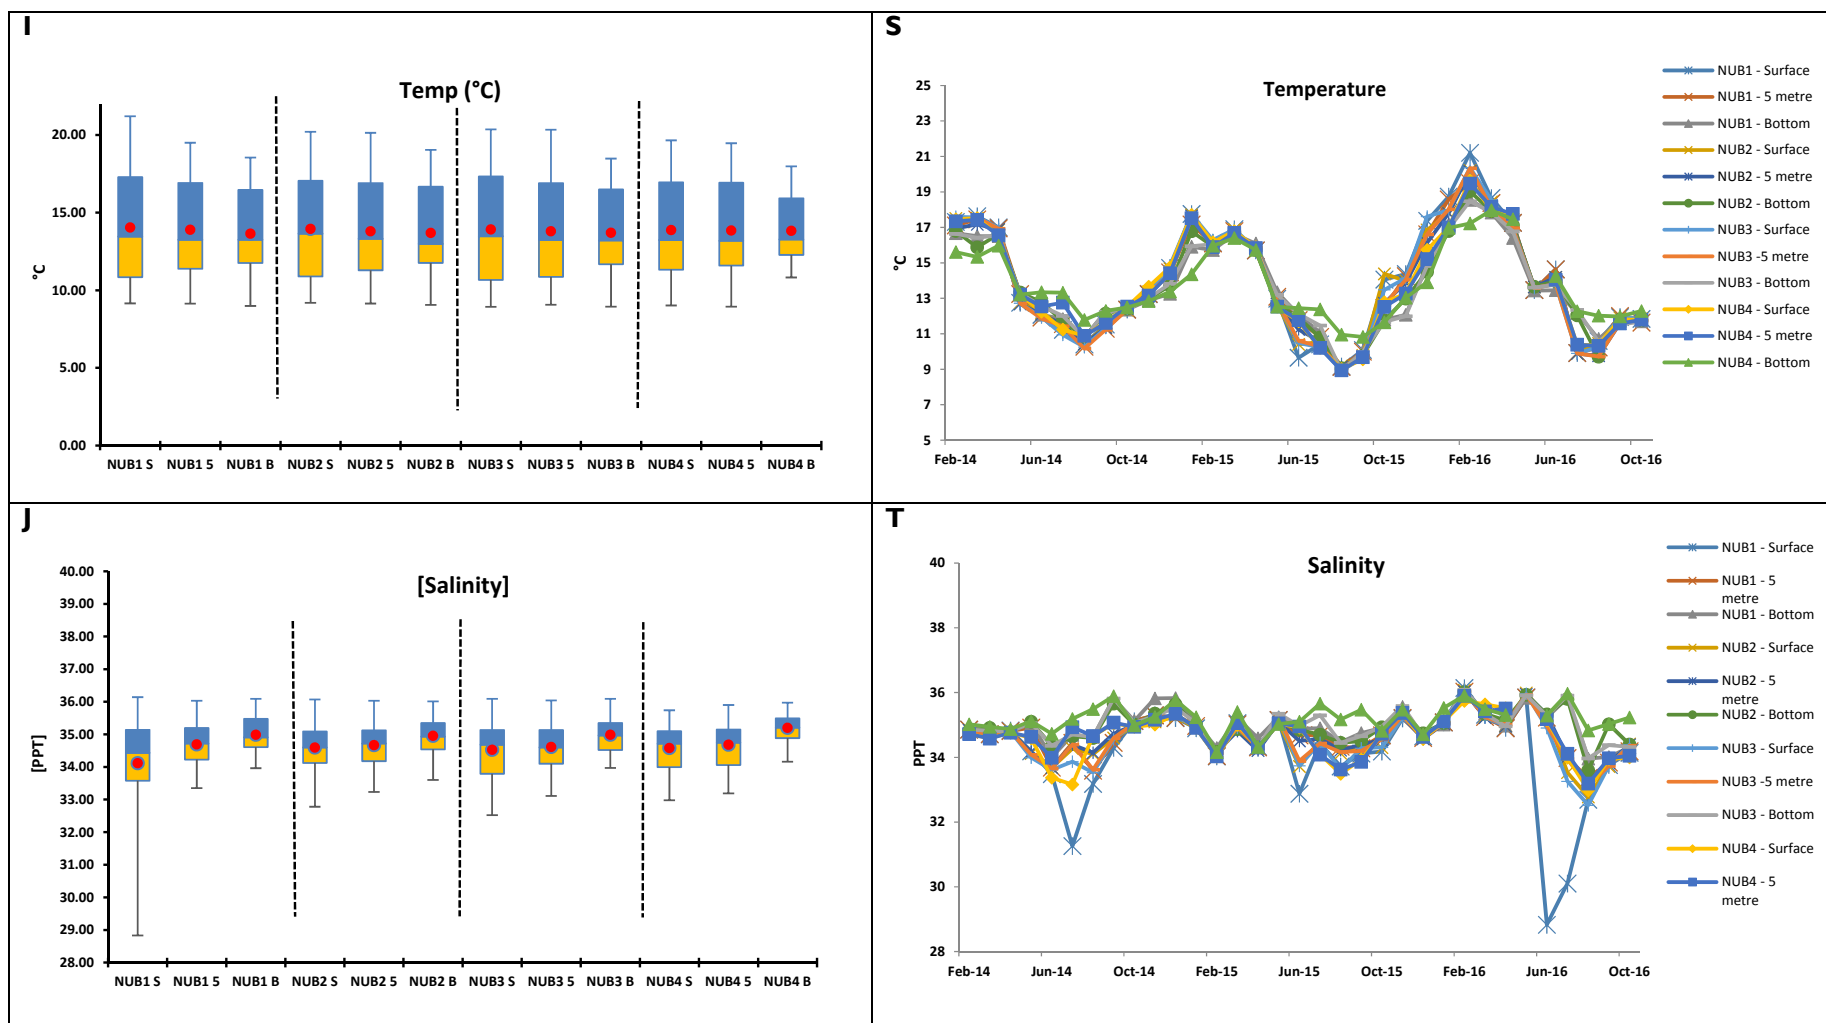 I
Temp (°C)
°C
20.00
15.00
10.00
5.00
0.00
NUB1 S
NUB1 5
NUB1 B
NUB2 S
NUB2 5
NUB2 B
NUB3 S
NUB3 5
NUB3 B
NUB4 S
NUB4 5
NUB4 B
S
Temperature
°C
25
23
21
19
17
15
13
11
9
7
5
Feb-14
Jun-14
Oct-14
Feb-15
Jun-15
Oct-15
Feb-16
Jun-16
Oct-16
NUB1 - Surface
NUB1 - 5 metre
NUB1 - Bottom
NUB2 - Surface
NUB2 - 5 metre
NUB2 - Bottom
NUB3 - Surface
NUB3 -5 metre
NUB3 - Bottom
NUB4 - Surface
NUB4 - 5 metre
NUB4 - Bottom
J
[Salinity]
[PPT]
40.00
39.00
38.00
37.00
36.00
35.00
34.00
33.00
32.00
31.00
30.00
29.00
28.00
NUB1 S
NUB1 5
NUB1 B
NUB2 S
NUB2 5
NUB2 B
NUB3 S
NUB3 5
NUB3 B
NUB4 S
NUB4 5
NUB4 B
T
Salinity
PPT
40
38
36
34
32
30
28
Feb-14
Jun-14
Oct-14
Feb-15
Jun-15
Oct-15
Feb-16
Jun-16
Oct-16
NUB1 - Surface
NUB1 - 5
metre
NUB1 - Bottom
NUB2 - Surface
NUB2 - 5
metre
NUB2 - Bottom
NUB3 - Surface
NUB3 -5 metre
NUB3 - Bottom
NUB4 - Surface
NUB4 - 5
metre